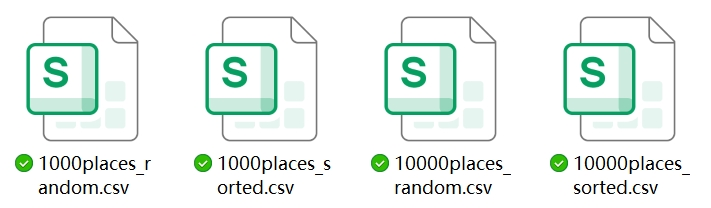 S S S S
1000places_r 1000places_s 10000places_ 10000places_
andom.csv orted.csv random.csv sorted.csv